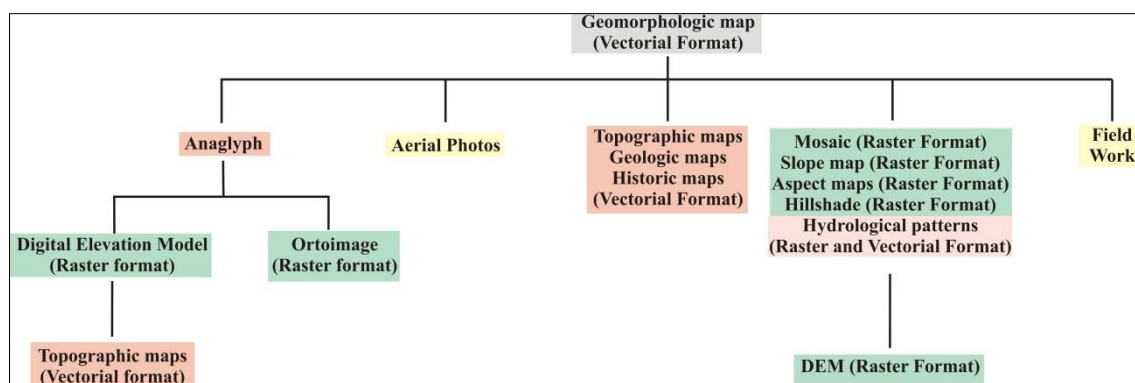 Geomorphologic map
(Vectorial Format)
Anaglyph
Aerial Photos
Topographic maps
Geologic maps
Historic maps
(Vectorial Format)
Mosaic (Raster Format)
Slope map (Raster Format)
Aspect maps (Raster Format)
Hillshade (Raster Format)
Hydrological patterns
(Raster and Vectorial Format)
Field
Work
Digital Elevation Model
(Raster format)
Ortoimage
(Raster format)
Topographic maps
(Vectorial format)
DEM (Raster Format)